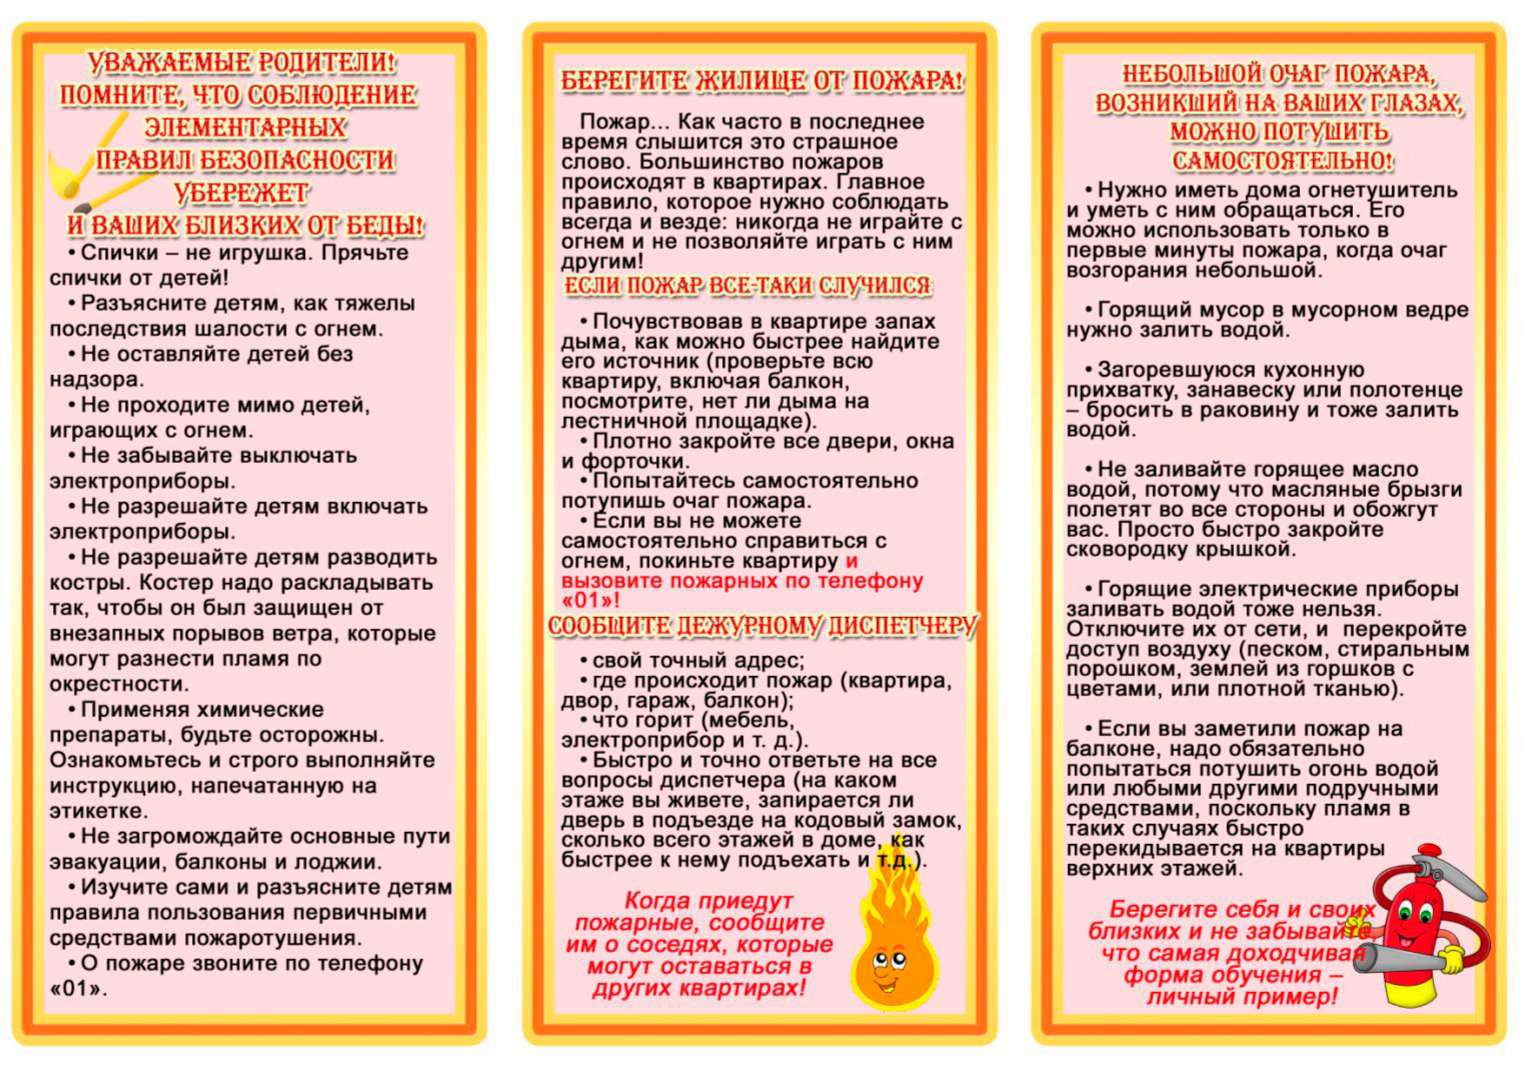 УВАЖАЕМЫЕ РОДИТЕЛИ!
ПОМНИТЕ, ЧТО СОБЛЮДЕНИЕ
ЭЛЕМЕНТАРНЫХ
ПРАВИЛ БЕЗОПАСНОСТИ
УБЕРЕЖЕТ
И ВАШИХ БЛИЗКИХ ОТ БЕДЫ!
• Спички – не игрушка. Прячьте
спички от детей!
• Разъясните детям, как тяжелы
последствия шалости с огнем.
• Не оставляйте детей без
надзора.
• Не проходите мимо детей,
играющих с огнем.
• Не забывайте выключать
электроприборы.
• Не разрешайте детям включать
электроприборы.
• Не разрешайте детям разводить
костры. Костер надо раскладывать
так, чтобы он был защищен от
внезапных порывов ветра, которые
могут разнести пламя по
окрестности.
• Применяя химические
препараты, будьте осторожны.
Ознакомьтесь и строго выполняйте
инструкцию, напечатанную на
этикетке.
• Не загромождайте основные пути
эвакуации, балконы и лоджии.
• Изучите сами и разъясните детям
правила пользования первичными
средствами пожаротушения.
• О пожаре звоните по телефону
«01».
БЕРЕГИТЕ ЖИЛИЩЕ ОТ ПОЖАРА!
Пожар... Как часто в последнее
время слышится это страшное
слово. Большинство пожаров
происходят в квартирах. Главное
правило, которое нужно соблюдать
всегда и везде: никогда не играйте с
огнем и не позволяйте играть с ним
другим!
ЕСЛИ ПОЖАР ВСЕ-ТАКИ СЛУЧИЛСЯ
• Почувствовав в квартире запах
дыма, как можно быстрее найдите
его источник (проверьте всю
квартиру, включая балкон,
посмотрите, нет ли дыма на
лестничной площадке).
• Плотно закройте все двери, окна
и форточки.
• Попытайтесь самостоятельно
потупишь очаг пожара.
• Если вы не можете
самостоятельно справиться с
огнем, покиньте квартиру и
вызовите пожарных по телефону
«01»!
СООБЩИТЕ ДЕЖУРНОМУ ДИСПЕТЧЕРУ
• свой точный адрес;
• где происходит пожар (квартира,
двор, гараж, балкон);
• что горит (мебель,
электроприбор и т. д.).
• Быстро и точно ответьте на все
вопросы диспетчера (на каком
этаже вы живете, запирается ли
дверь в подъезде на кодовый замок,
сколько всего этажей в доме, как
быстрее к нему подъехать и т.д.).
Когда приедут
пожарные, сообщите
им о соседях, которые
могут оставаться в
других квартирах!
НЕБОЛЬШОЙ ОЧАГ ПОЖАРА,
ВОЗНИКШИЙ НА ВАШИХ ГЛАЗАХ,
МОЖНО ПОТУШИТЬ
САМОСТОЯТЕЛЬНО!
• Нужно иметь дома огнетушитель
и уметь с ним обращаться. Его
можно использовать только в
первые минуты пожара, когда очаг
возгорания небольшой.
• Горящий мусор в мусорном ведре
нужно залить водой.
• Загоревшуюся кухонную
прихватку, занавеску или полотенце
– бросить в раковину и тоже залить
водой.
• Не заливайте горящее масло
водой, потому что масляные брызги
полетят во все стороны и обожгут
вас. Просто быстро закройте
сковородку крышкой.
• Горящие электрические приборы
заливать водой тоже нельзя.
Отключите их от сети, и перекройте
доступ воздуху (песком, стиральным
порошком, землей из горшков с
цветами, или плотной тканью).
• Если вы заметили пожар на
балконе, надо обязательно
попытаться потушить огонь водой
или любыми другими подручными
средствами, поскольку пламя в
таких случаях быстро
перекидывается на квартиры
верхних этажей.
Берегите себя и своих
близких и не забывайте,
что самая доходчивая
форма обучения –
личный пример!